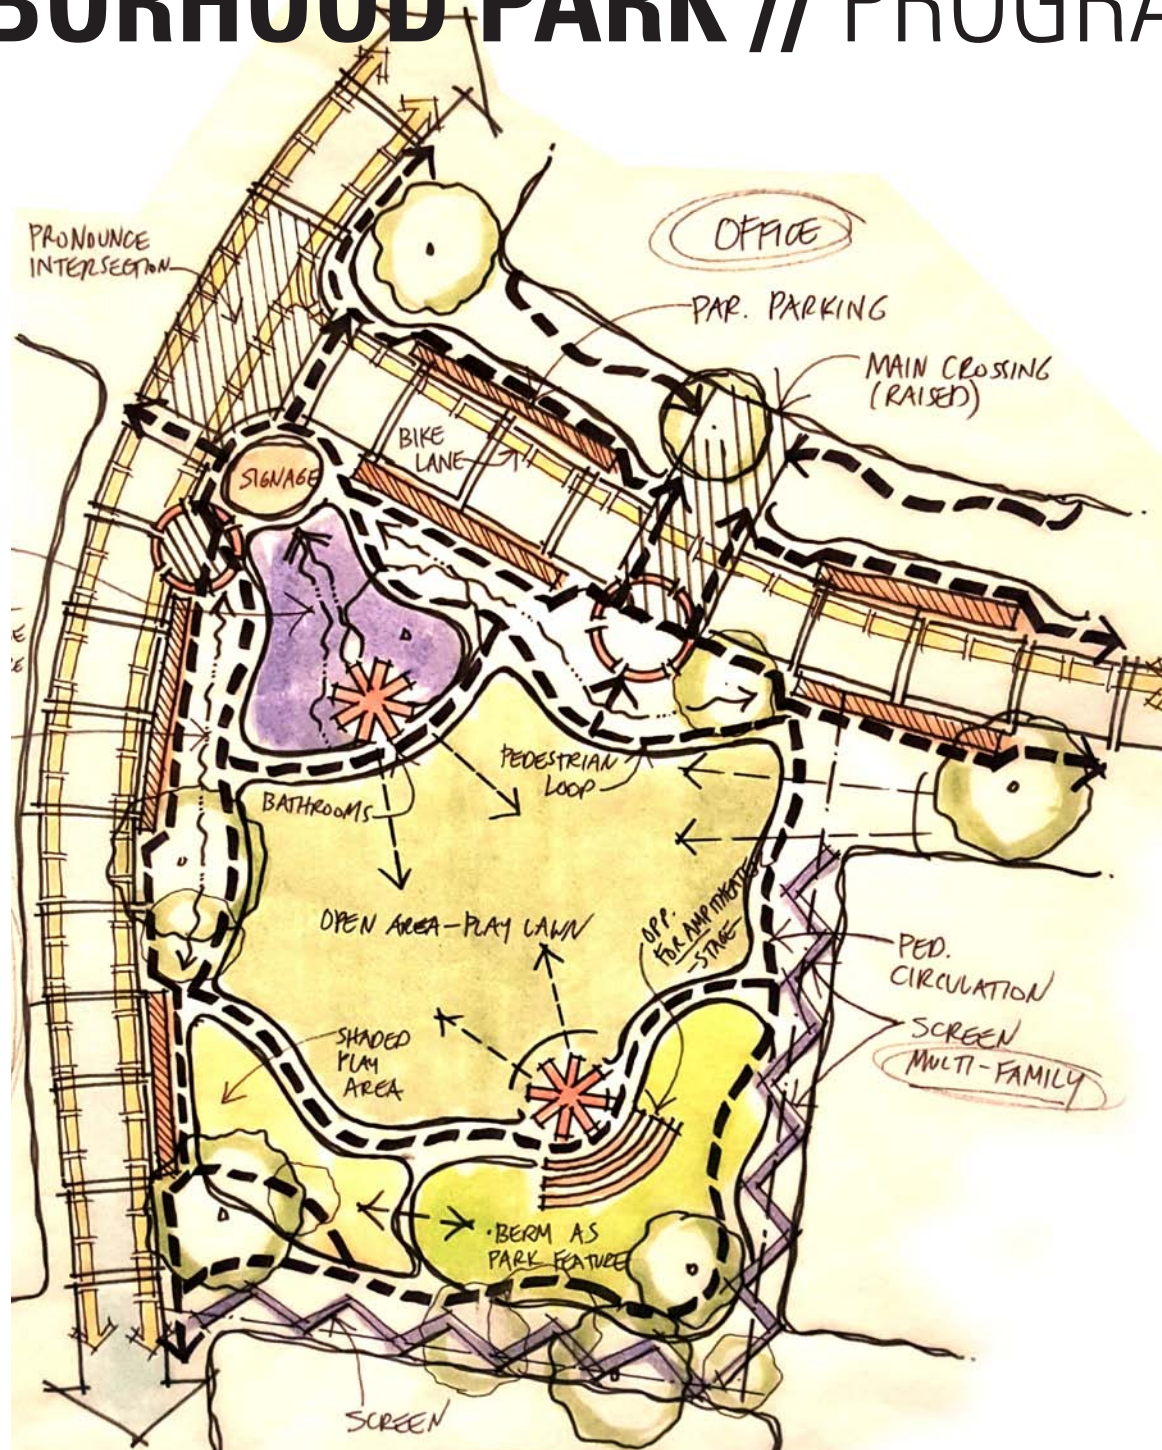 BORHOOD PARK // PROGRA
PRONOUNCE
INTERSECTION
OFFICE
PAR. PARKING
MAIN CROSSING
(RAISED)
BIKE
LANE
SIGNAGE
PEDESTRIAN
LOOP
BATHROOMS
OPEN AREA-PLAY LAWN
OPP.
FOR AMPITHEATER
-STAGE-
PED.
CIRCULATION
SCREEN
MULTI-FAMILY
SHADED
PLAY
AREA
·BERM AS
PARK FEATURE
SCREEN